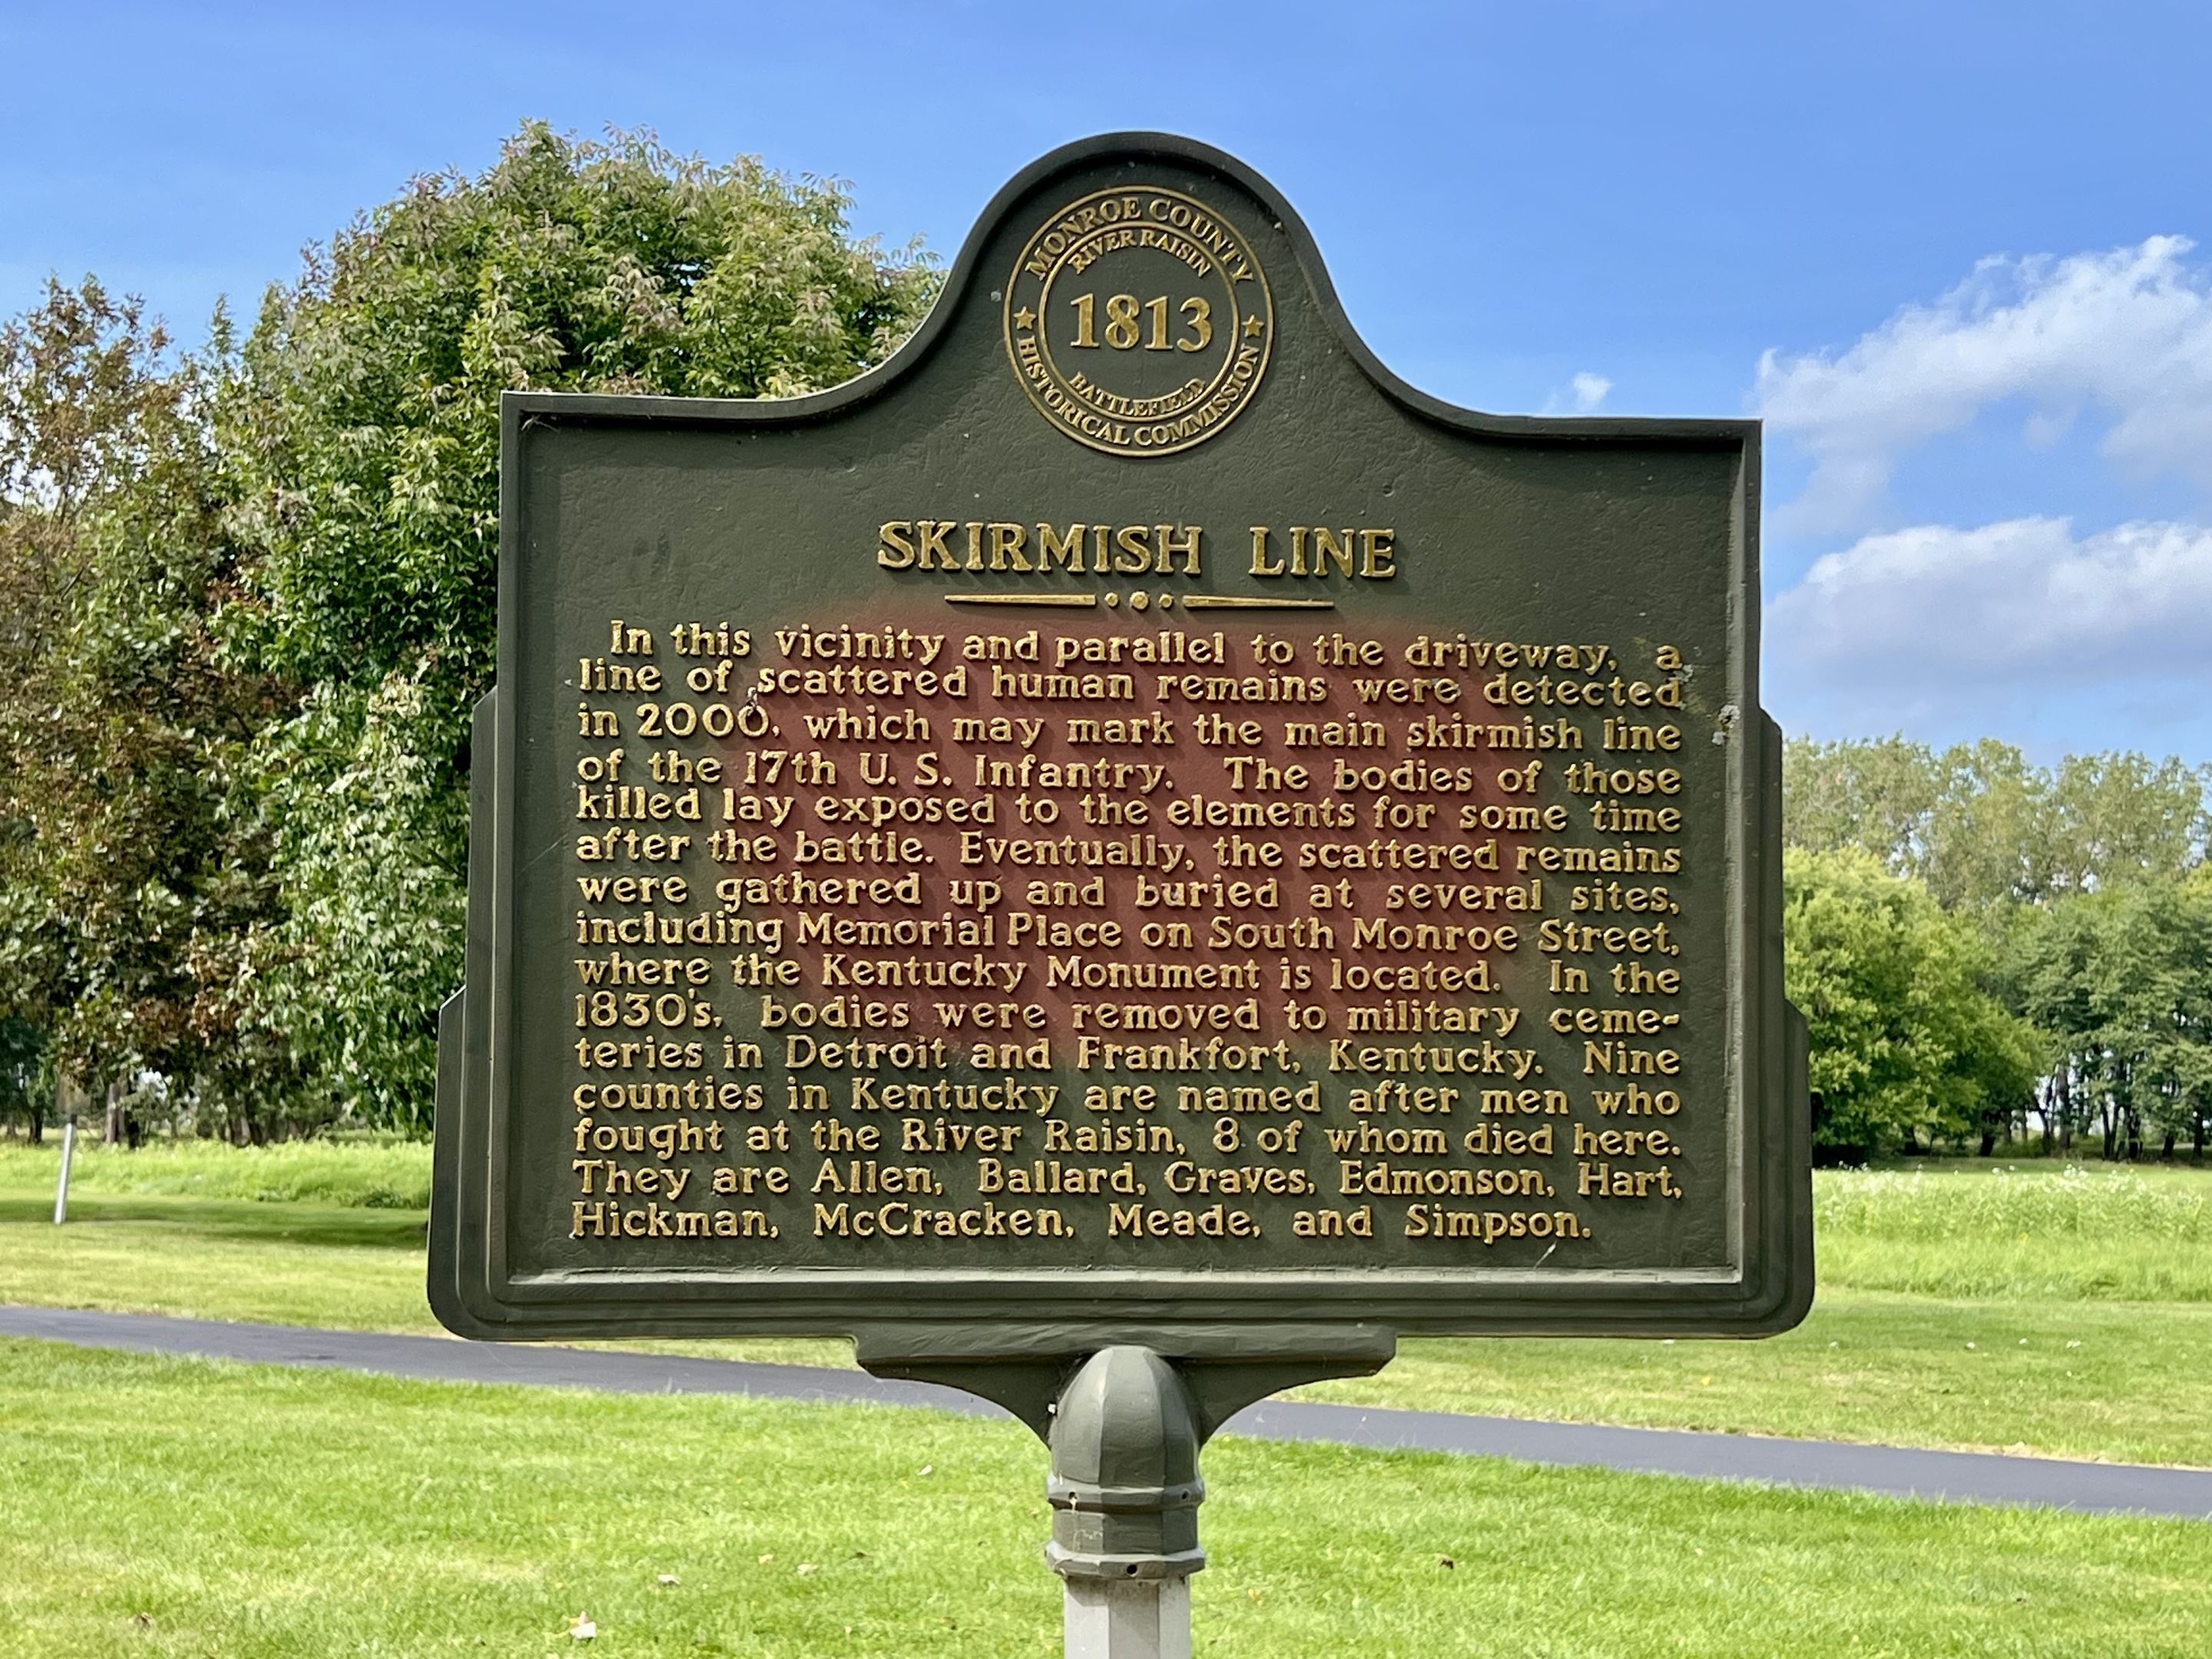 MONROE COUNTY
RIVER RAISIN
1813
BATTLEFIELD
HISTORICAL COMMISSION
SKIRMISH LINE
In this vicinity and parallel to the driveway, a
line of scattered human remains were detected
in 2000, which may mark the main skirmish line
of the 17th U. S. Infantry. The bodies of those
killed lay exposed to the elements for some time
after the battle. Eventually, the scattered remains
were gathered up and buried at several sites,
including Memorial Place on South Monroe Street,
where the Kentucky Monument is located. In the
1830's, bodies were removed to military ceme-
teries in Detroit and Frankfort, Kentucky. Nine
counties in Kentucky are named after men who
fought at the River Raisin, 8 of whom died here.
They are Allen, Ballard, Graves, Edmonson, Hart,
Hickman, McCracken, Meade, and Simpson.